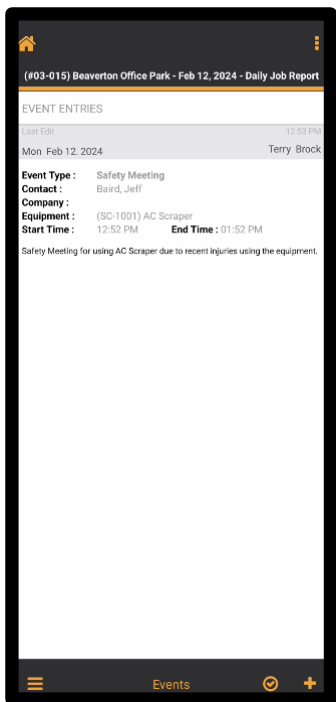 (#03-015) Beaverton Office Park - Feb 12, 2024 - Daily Job Report
EVENT ENTRIES
Last Edit 12:53 PM
Mon Feb 12. 2024 Terry Brock
Event Type : Safety Meeting
Contact : Baird, Jeff
Company :
Equipment : (SC-1001) AC Scraper
Start Time : 12:52 PM End Time : 01:52 PM
Safety Meeting for using AC Scraper due to recent injuries using the equipment.
Events